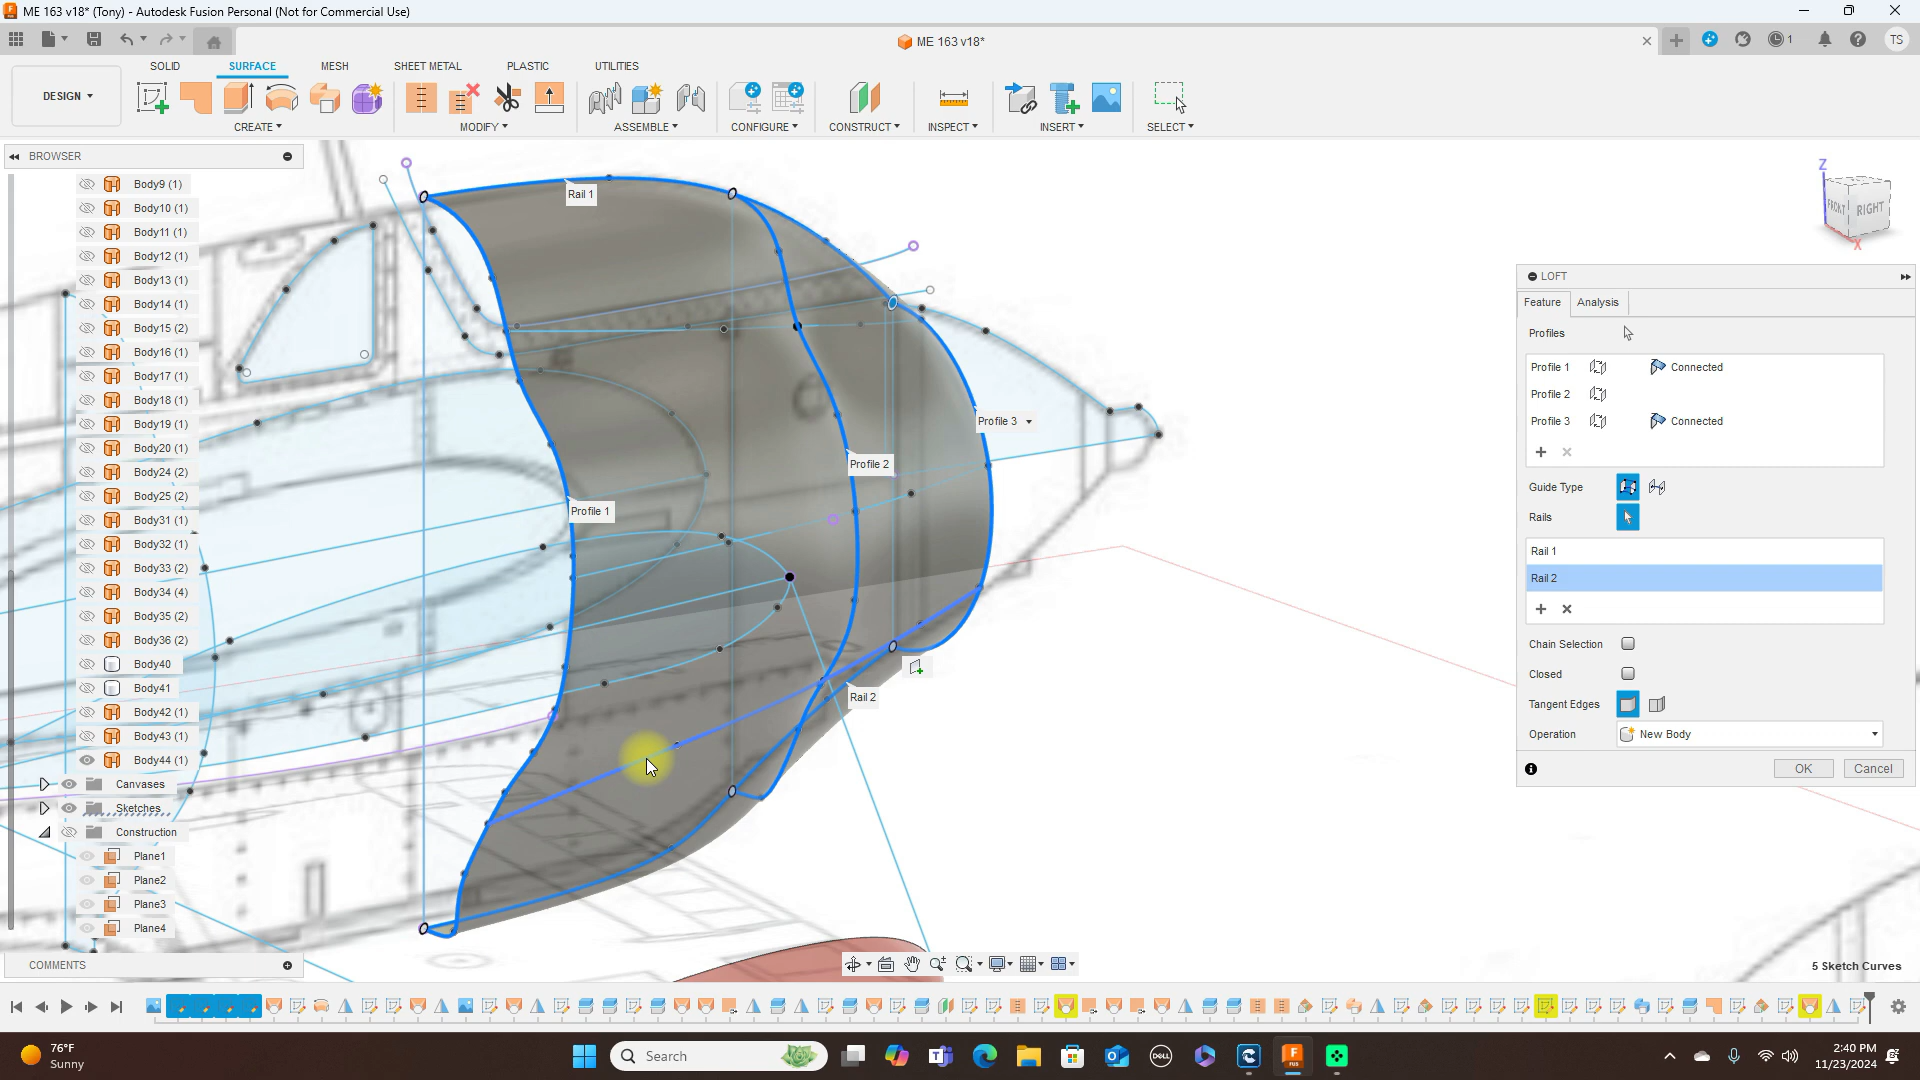 ME 163 v18* (Tony) - Autodesk Fusion Personal (Not for Commercial Use)
ME 163 v18*
1
TS
DESIGN
SOLID
SURFACE
MESH
SHEET METAL
PLASTIC
UTILITIES
CREATE
MODIFY
ASSEMBLE
CONFIGURE
CONSTRUCT
INSPECT
INSERT
SELECT
BROWSER
Body9 (1)
Body10 (1)
Body11 (1)
Body12 (1)
Body13 (1)
Body14 (1)
Body15 (2)
Body16 (1)
Body17 (1)
Body18 (1)
Body19 (1)
Body20 (1)
Body24 (2)
Body25 (2)
Body31 (1)
Body32 (1)
Body33 (2)
Body34 (4)
Body35 (2)
Body36 (2)
Body40
Body41
Body42 (1)
Body43 (1)
Body44 (1)
Canvases
Sketches
Construction
Plane1
Plane2
Plane3
Plane4
COMMENTS
Rail 1
Profile 3
Profile 2
Profile 1
Rail 2
Z
FRONT
RIGHT
X
LOFT
Feature
Analysis
Profiles
Profile 1
Connected
Profile 2
Profile 3
Connected
Guide Type
Rails
Rail 1
Rail 2
Chain Selection
Closed
Tangent Edges
Operation
New Body
OK
Cancel
5 Sketch Curves
76°F
Sunny
Search
DELL
FUS
2:40 PM
11/23/2024